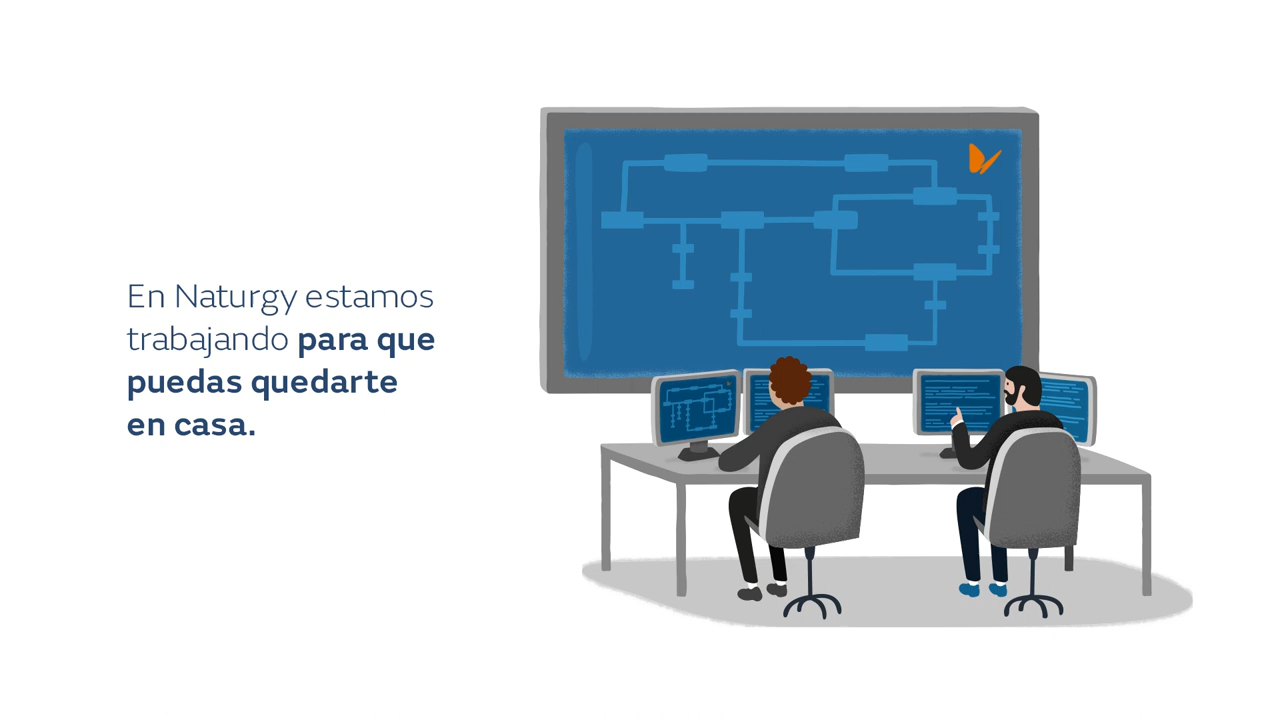 En Naturgy estamos
trabajando para que
puedas quedarte
en casa.